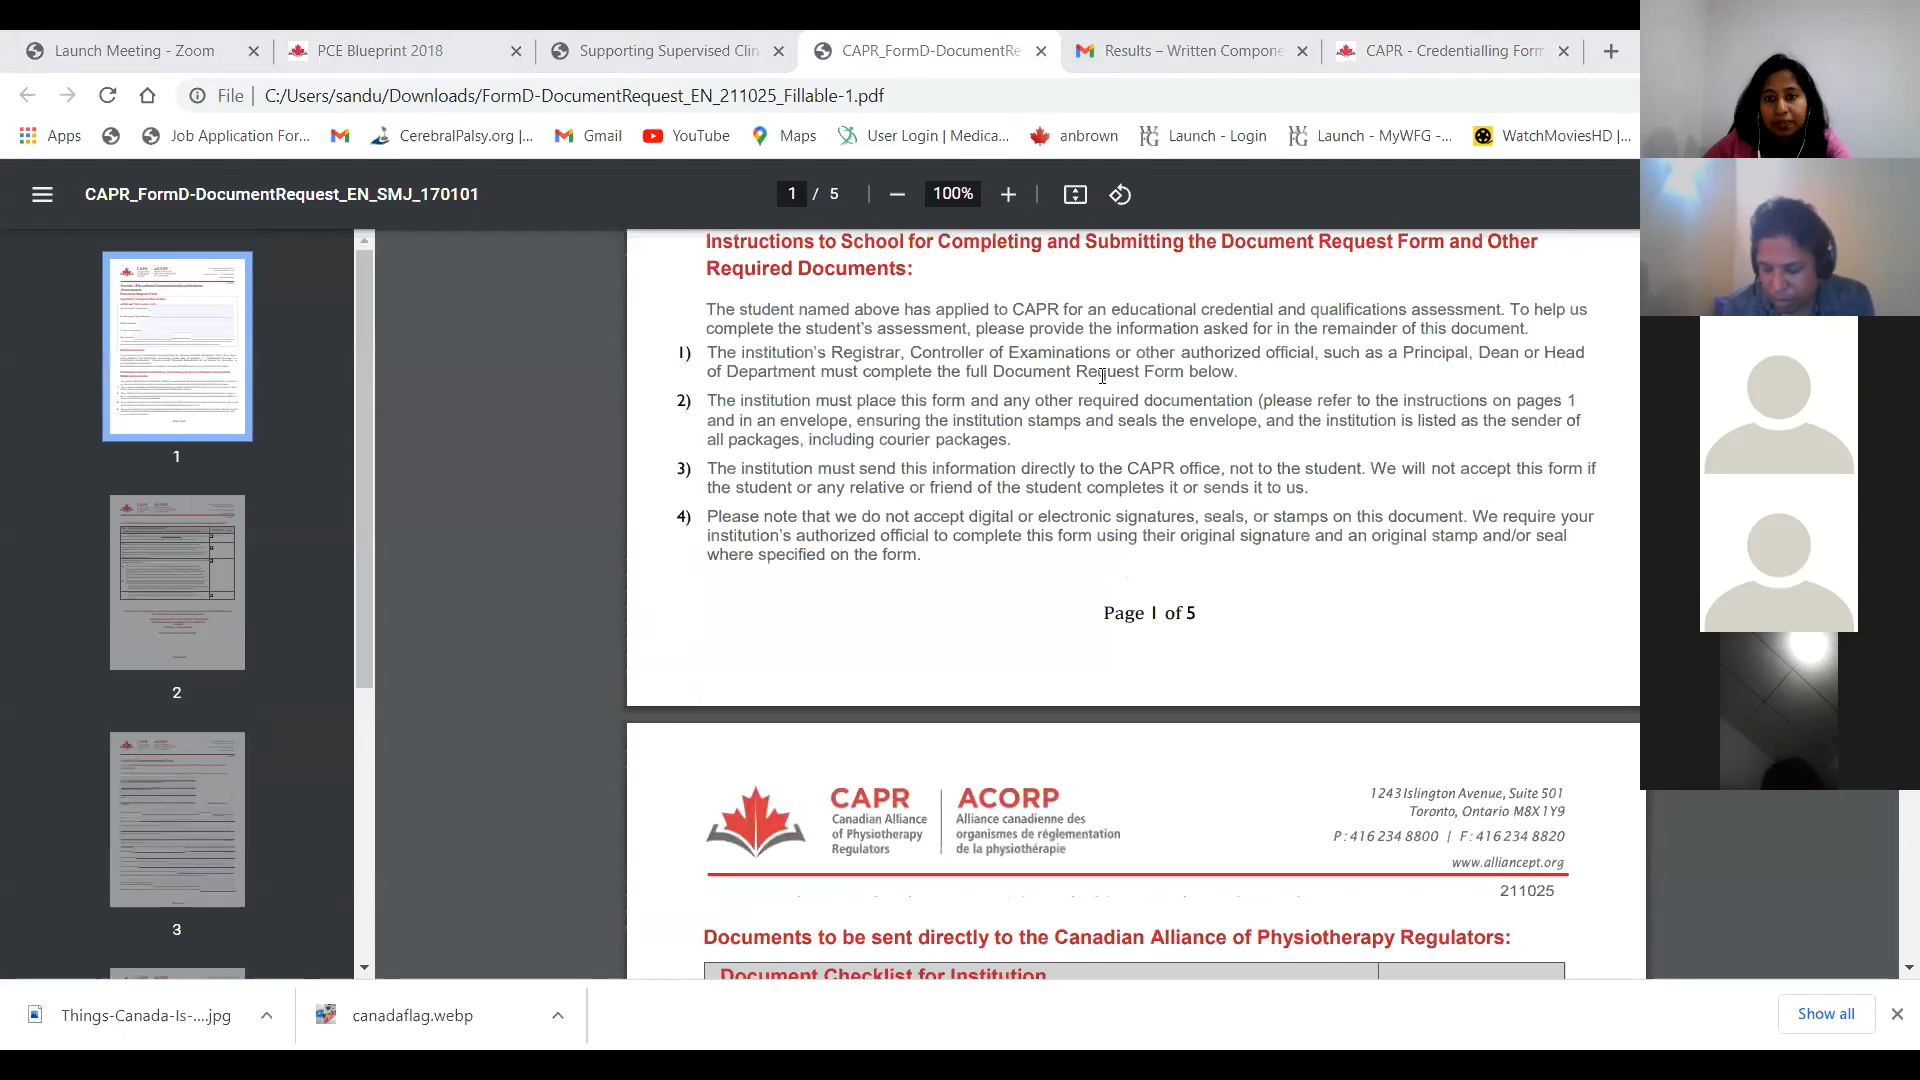 Launch Meeting - Zoom
PCE Blueprint 2018
Supporting Supervised Clin
CAPR_FormD-DocumentRe
Results – Written Compone
CAPR - Credentialling Form
File
C:/Users/sandu/Downloads/FormD-DocumentRequest_EN_211025_Fillable-1.pdf
Apps
Job Application For...
CerebralPalsy.org |...
Gmail
YouTube
Maps
User Login | Medica...
anbrown
Launch - Login
Launch - MyWFG -...
WatchMoviesHD |...
CAPR_FormD-DocumentRequest_EN_SMJ_170101
1 / 5
100%
1
2
3
Instructions to School for Completing and Submitting the Document Request Form and Other
Required Documents:
The student named above has applied to CAPR for an educational credential and qualifications assessment. To help us
complete the student's assessment, please provide the information asked for in the remainder of this document.
1) The institution's Registrar, Controller of Examinations or other authorized official, such as a Principal, Dean or Head
of Department must complete the full Document Request Form below.
2) The institution must place this form and any other required documentation (please refer to the instructions on pages 1
and in an envelope, ensuring the institution stamps and seals the envelope, and the institution is listed as the sender of
all packages, including courier packages.
3) The institution must send this information directly to the CAPR office, not to the student. We will not accept this form if
the student or any relative or friend of the student completes it or sends it to us.
4) Please note that we do not accept digital or electronic signatures, seals, or stamps on this document. We require your
institution's authorized official to complete this form using their original signature and an original stamp and/or seal
where specified on the form.
Page 1 of 5
CAPR
Canadian Alliance
of Physiotherapy
Regulators
ACORP
Alliance canadienne des
organismes de réglementation
de la physiothérapie
1243 Islington Avenue, Suite 501
Toronto, Ontario M8X 1Y9
P: 416 234 8800 | F: 416 234 8820
www.alliancept.org
211025
Documents to be sent directly to the Canadian Alliance of Physiotherapy Regulators:
Document Checklist for Institution
Things-Canada-Is-....jpg
canadaflag.webp
Show all